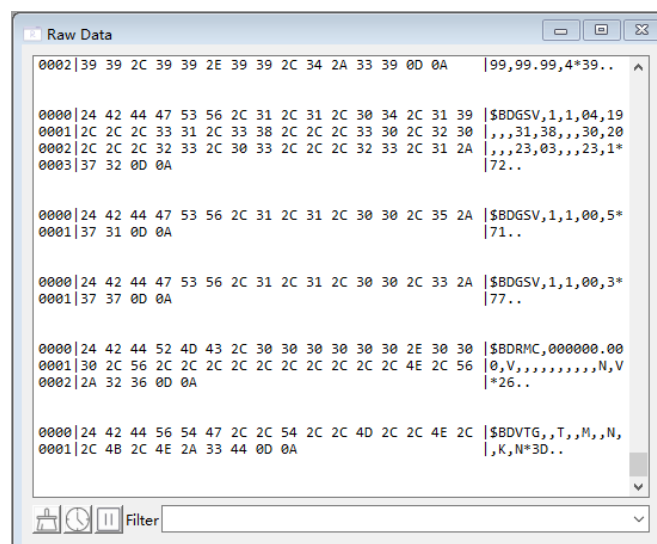 Raw Data
0002|39 39 2C 39 39 2E 39 39 2C 34 2A 33 39 0D 0A |99,99.99,4*39..
0000|24 42 44 47 53 56 2C 31 2C 31 2C 30 34 2C 31 39 |$BDGSV,1,1,04,19
0001|2C 2C 2C 33 31 2C 33 38 2C 2C 2C 33 30 2C 32 30 |,,,31,38,,,30,20
0002|2C 2C 2C 32 33 2C 30 33 2C 2C 2C 32 33 2C 31 2A |,,,23,03,,,23,1*
0003|37 32 0D 0A |72..
0000|24 42 44 47 53 56 2C 31 2C 31 2C 30 30 2C 35 2A |$BDGSV,1,1,00,5*
0001|37 31 0D 0A |71..
0000|24 42 44 47 53 56 2C 31 2C 31 2C 30 30 2C 33 2A |$BDGSV,1,1,00,3*
0001|37 37 0D 0A |77..
0000|24 42 44 52 4D 43 2C 30 30 30 30 30 30 2E 30 30 |$BDRMC,000000.00
0001|30 2C 56 2C 2C 2C 2C 2C 2C 2C 2C 2C 2C 4E 2C 56 |0,V,,,,,,,,,,N,V
0002|2A 32 36 0D 0A |*26..
0000|24 42 44 56 54 47 2C 2C 54 2C 2C 4D 2C 2C 4E 2C |$BDVTG,,T,,M,,N,
0001|2C 4B 2C 4E 2A 33 44 0D 0A |,K,N*3D..
Filter